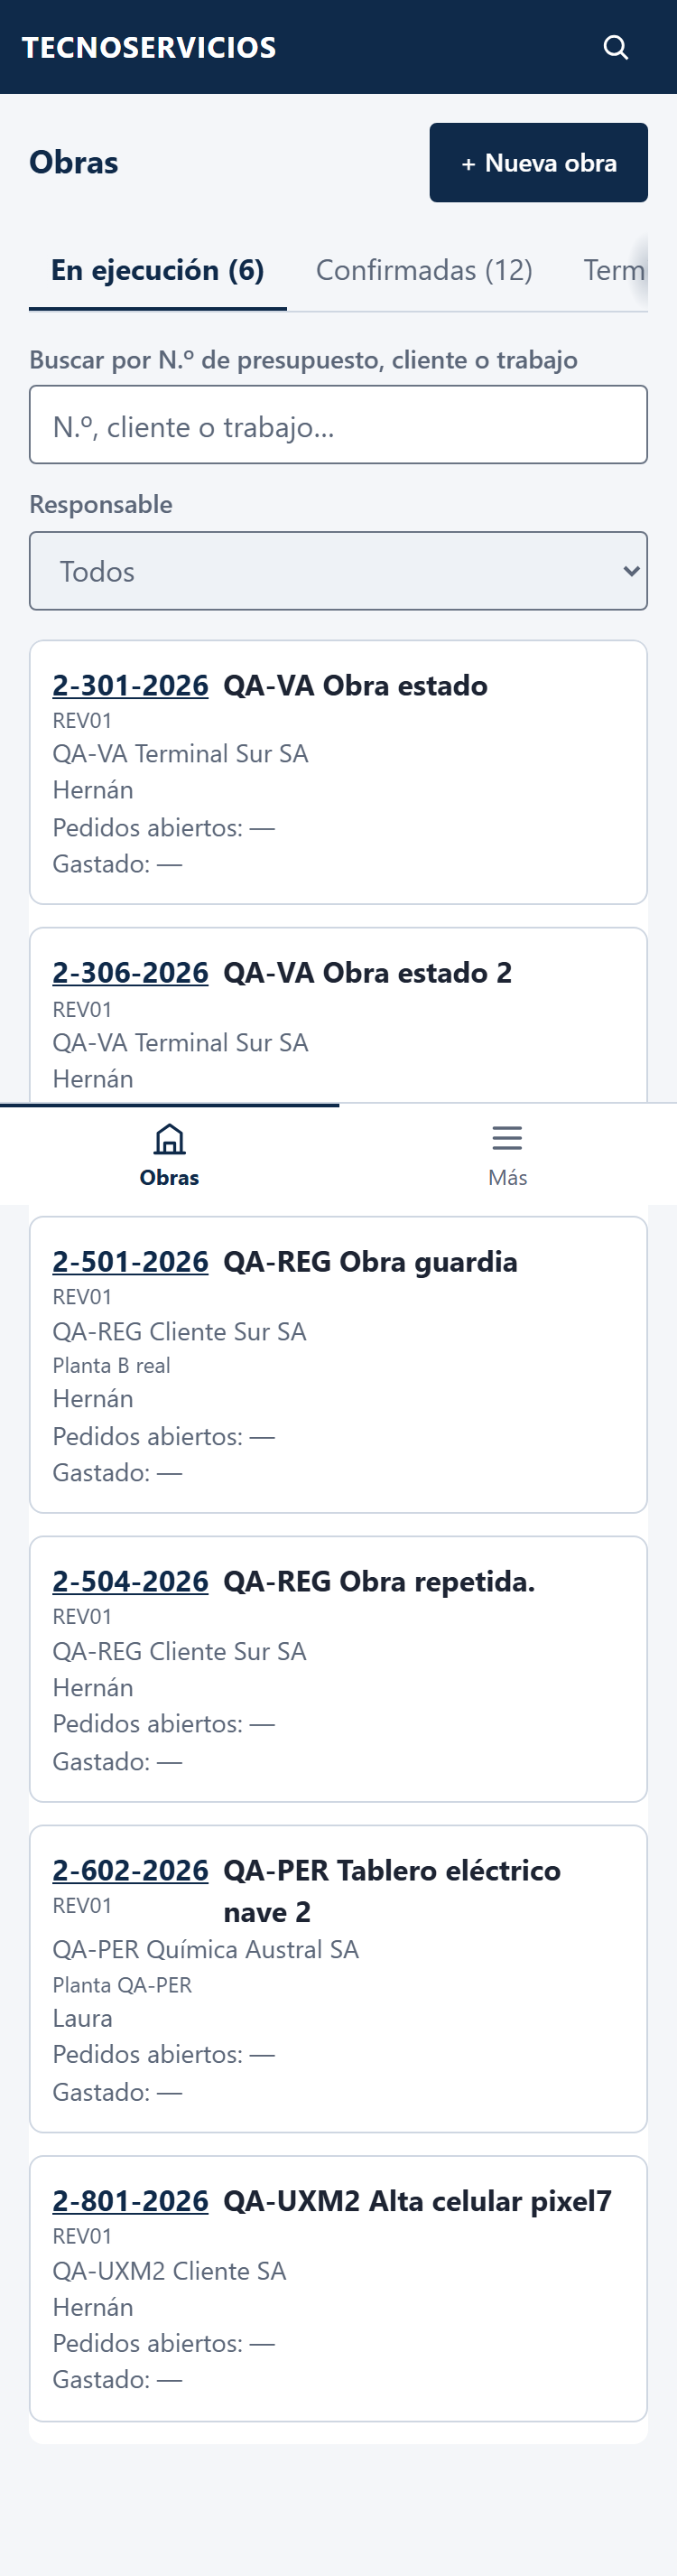 TECNOSERVICIOS
Obras
+ Nueva obra
En ejecución (6)
Confirmadas (12)
Term
Buscar por N.º de presupuesto, cliente o trabajo
N.º, cliente o trabajo...
Responsable
Todos
2-301-2026 QA-VA Obra estado
REV01
QA-VA Terminal Sur SA
Hernán
Pedidos abiertos: —
Gastado: —
2-306-2026 QA-VA Obra estado 2
REV01
QA-VA Terminal Sur SA
Hernán
Obras
Más
2-501-2026 QA-REG Obra guardia
REV01
QA-REG Cliente Sur SA
Planta B real
Hernán
Pedidos abiertos: —
Gastado: —
2-504-2026 QA-REG Obra repetida.
REV01
QA-REG Cliente Sur SA
Hernán
Pedidos abiertos: —
Gastado: —
2-602-2026 QA-PER Tablero eléctrico
REV01 nave 2
QA-PER Química Austral SA
Planta QA-PER
Laura
Pedidos abiertos: —
Gastado: —
2-801-2026 QA-UXM2 Alta celular pixel7
REV01
QA-UXM2 Cliente SA
Hernán
Pedidos abiertos: —
Gastado: —